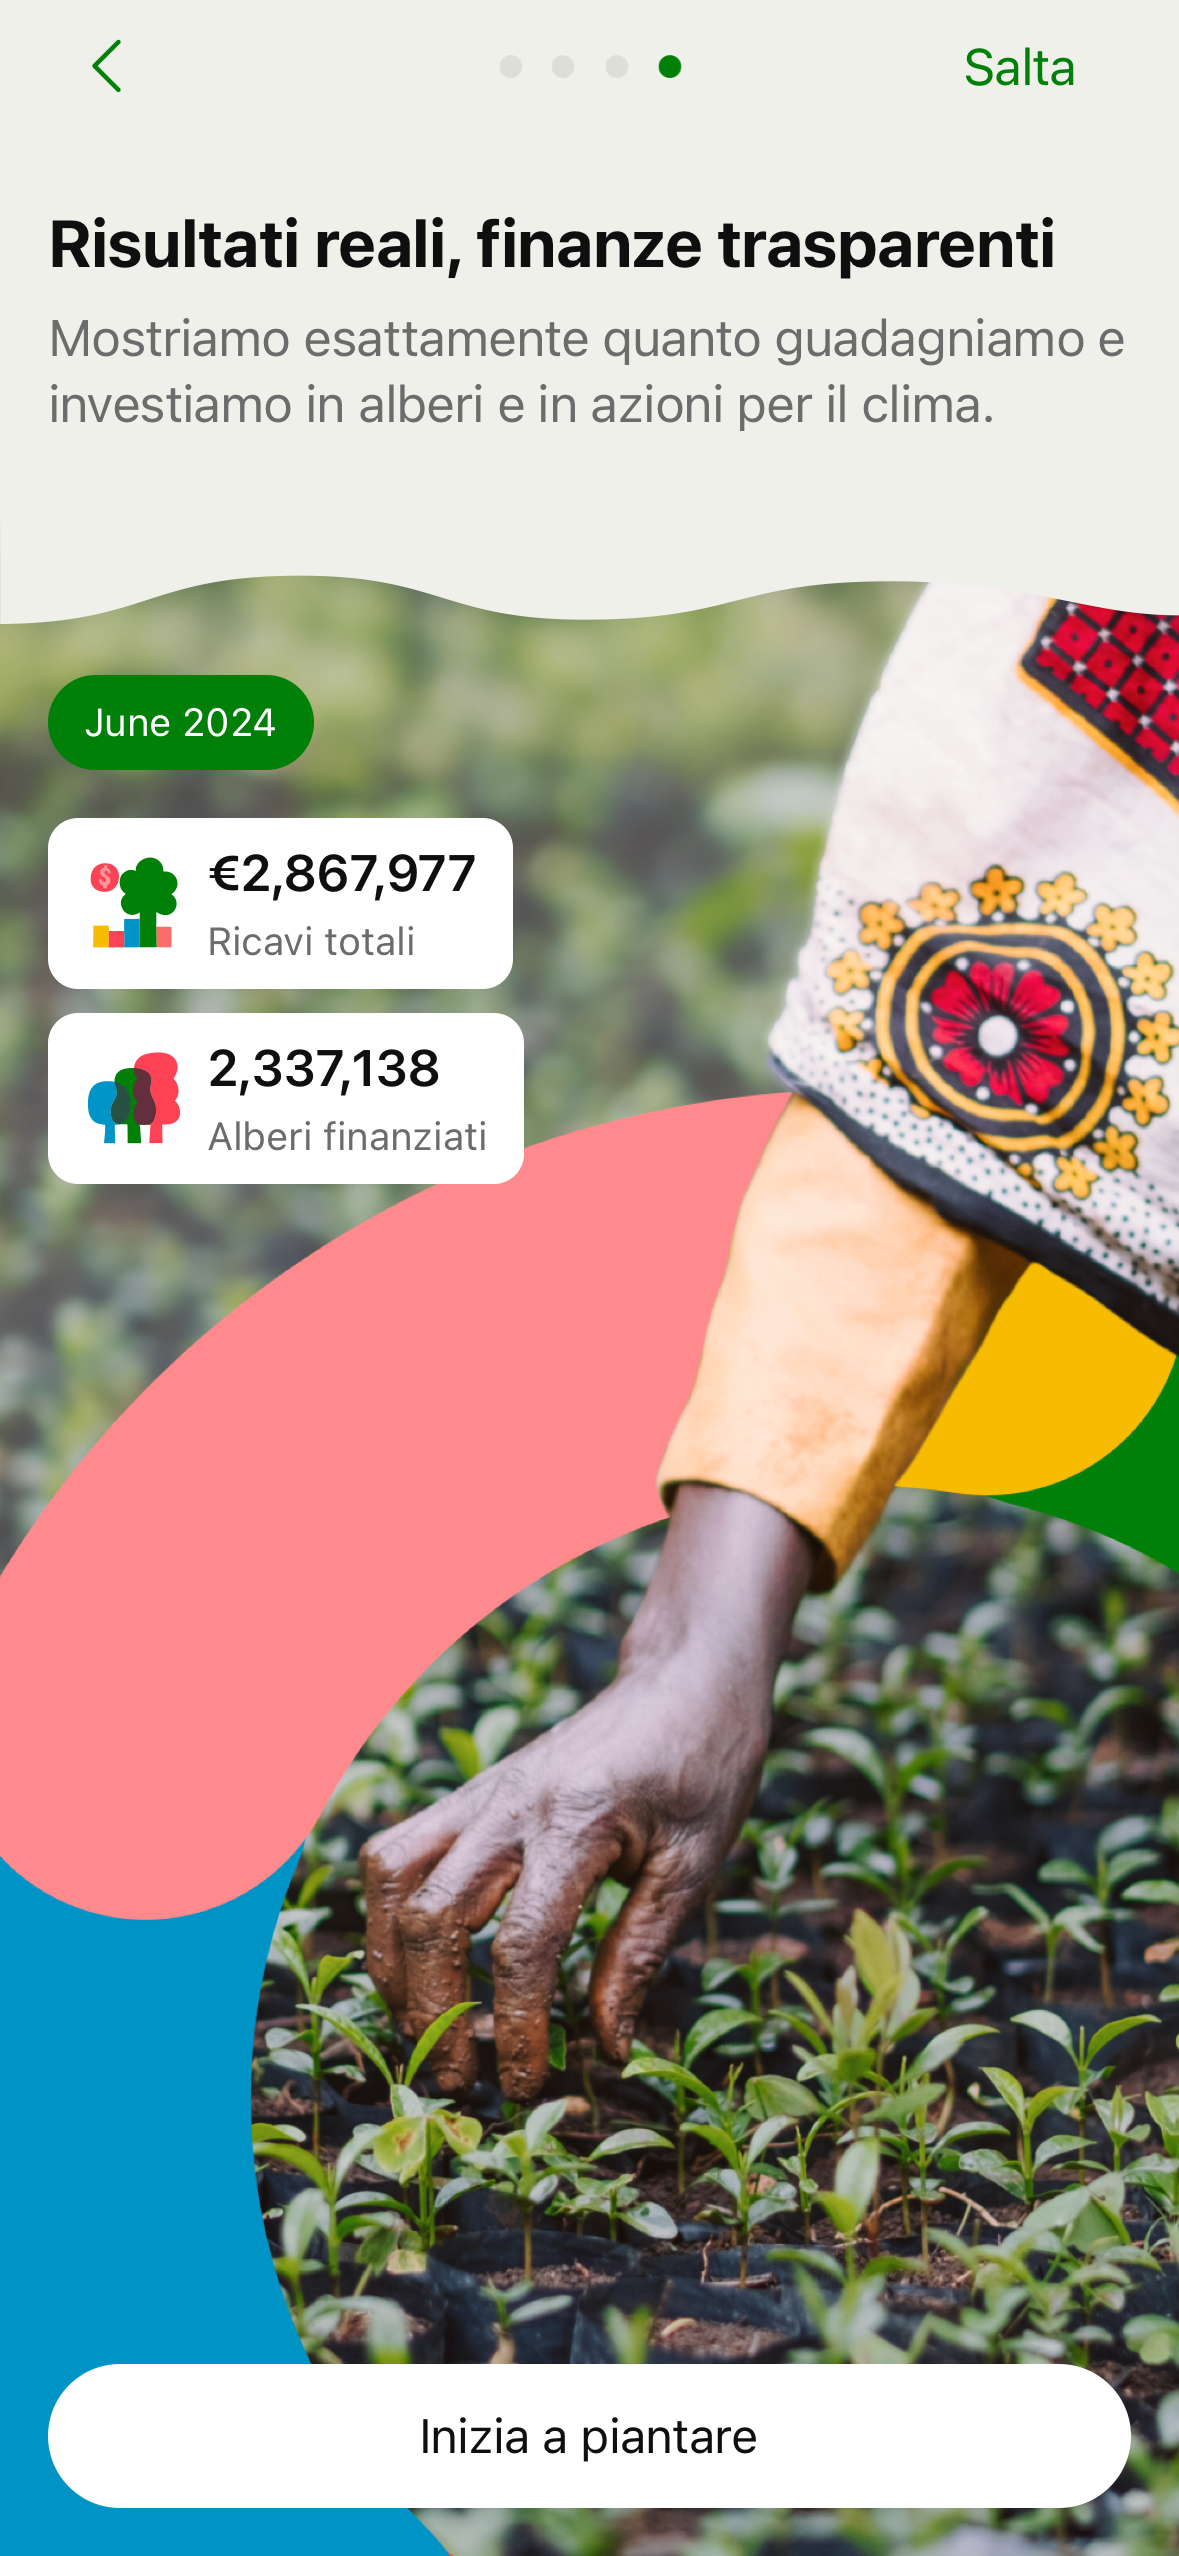 Salta
Risultati reali, finanze trasparenti
Mostriamo esattamente quanto guadagniamo e
investiamo in alberi e in azioni per il clima.
June 2024
$
€2,867,977
Ricavi totali
2,337,138
Alberi finanziati
Inizia a piantare